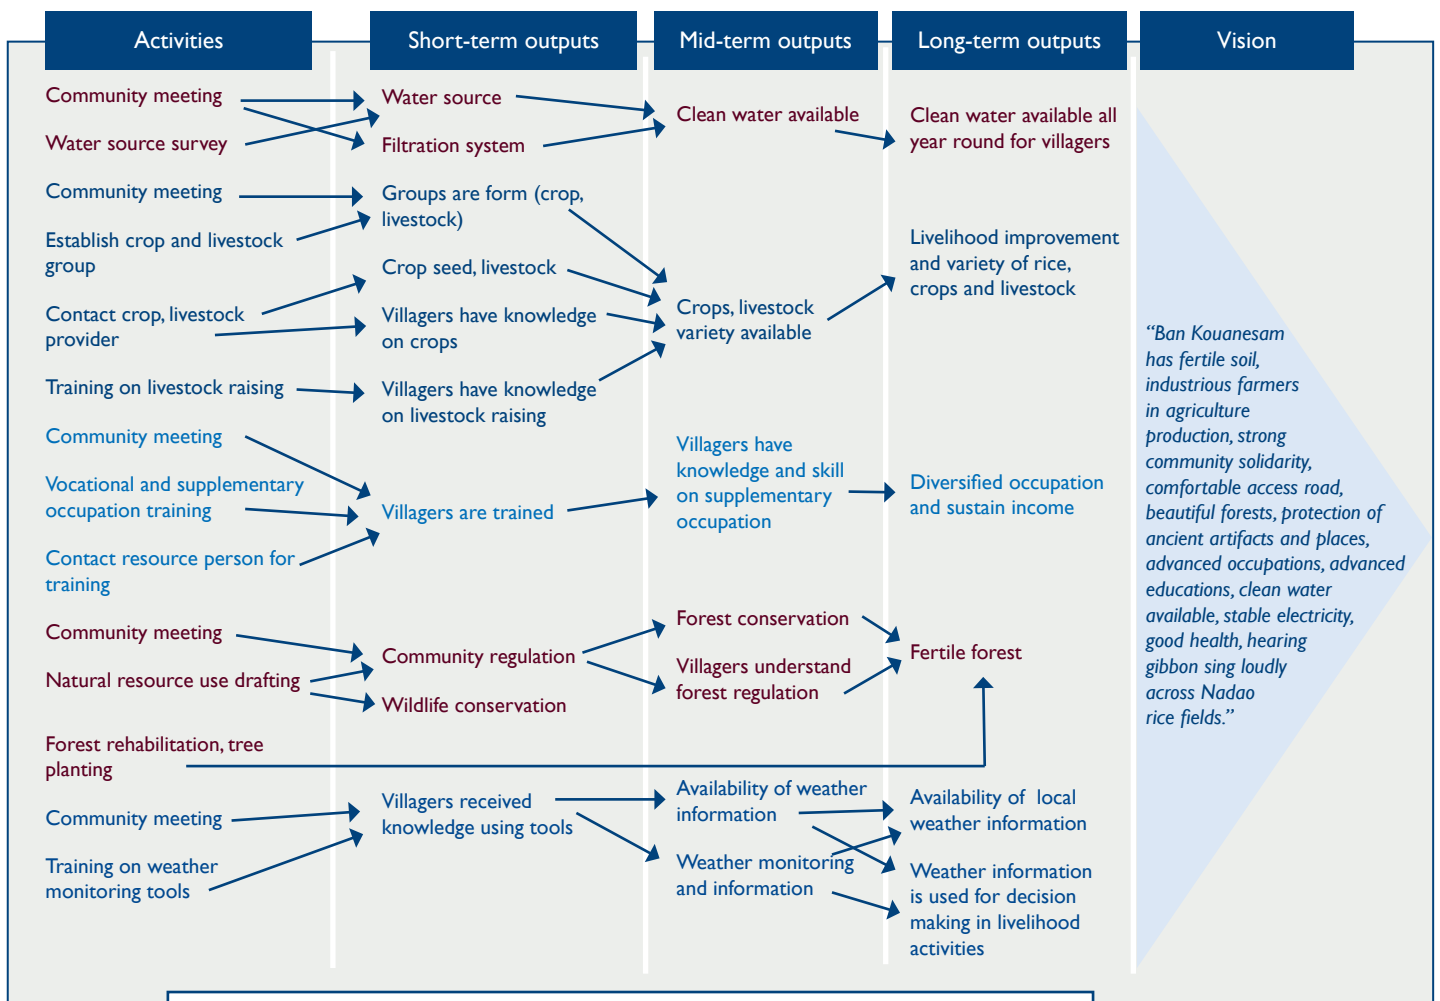 Activities
Short-term outputs
Mid-term outputs
Long-term outputs
Vision
Community meeting
Water source survey
Community meeting
Establish crop and livestock
group
Contact crop, livestock
provider
Training on livestock raising
Community meeting
Vocational and supplementary
occupation training
Contact resource person for
training
Community meeting
Natural resource use drafting
Forest rehabilitation, tree
planting
Community meeting
Training on weather
monitoring tools
Water source
Filtration system
Groups are form (crop,
livestock)
Crop seed, livestock
Villagers have knowledge
on crops
Villagers have knowledge
on livestock raising
Villagers are trained
Community regulation
Wildlife conservation
Villagers received
knowledge using tools
Clean water available
Crops, livestock
variety available
Villagers have
knowledge and skill
on supplementary
occupation
Forest conservation
Villagers understand
forest regulation
Availability of weather
information
Weather monitoring
and information
Clean water available all
year round for villagers
Livelihood improvement
and variety of rice,
crops and livestock
Diversified occupation
and sustain income
Fertile forest
Availability of local
weather information
Weather information
is used for decision
making in livelihood
activities
“Ban Kouanesam
has fertile soil,
industrious farmers
in agriculture
production, strong
community solidarity,
comfortable access road,
beautiful forests, protection of
ancient artifacts and places,
advanced occupations, advanced
educations, clean water
available, stable electricity,
good health, hearing
gibbon sing loudly
across Nadao
rice fields.”